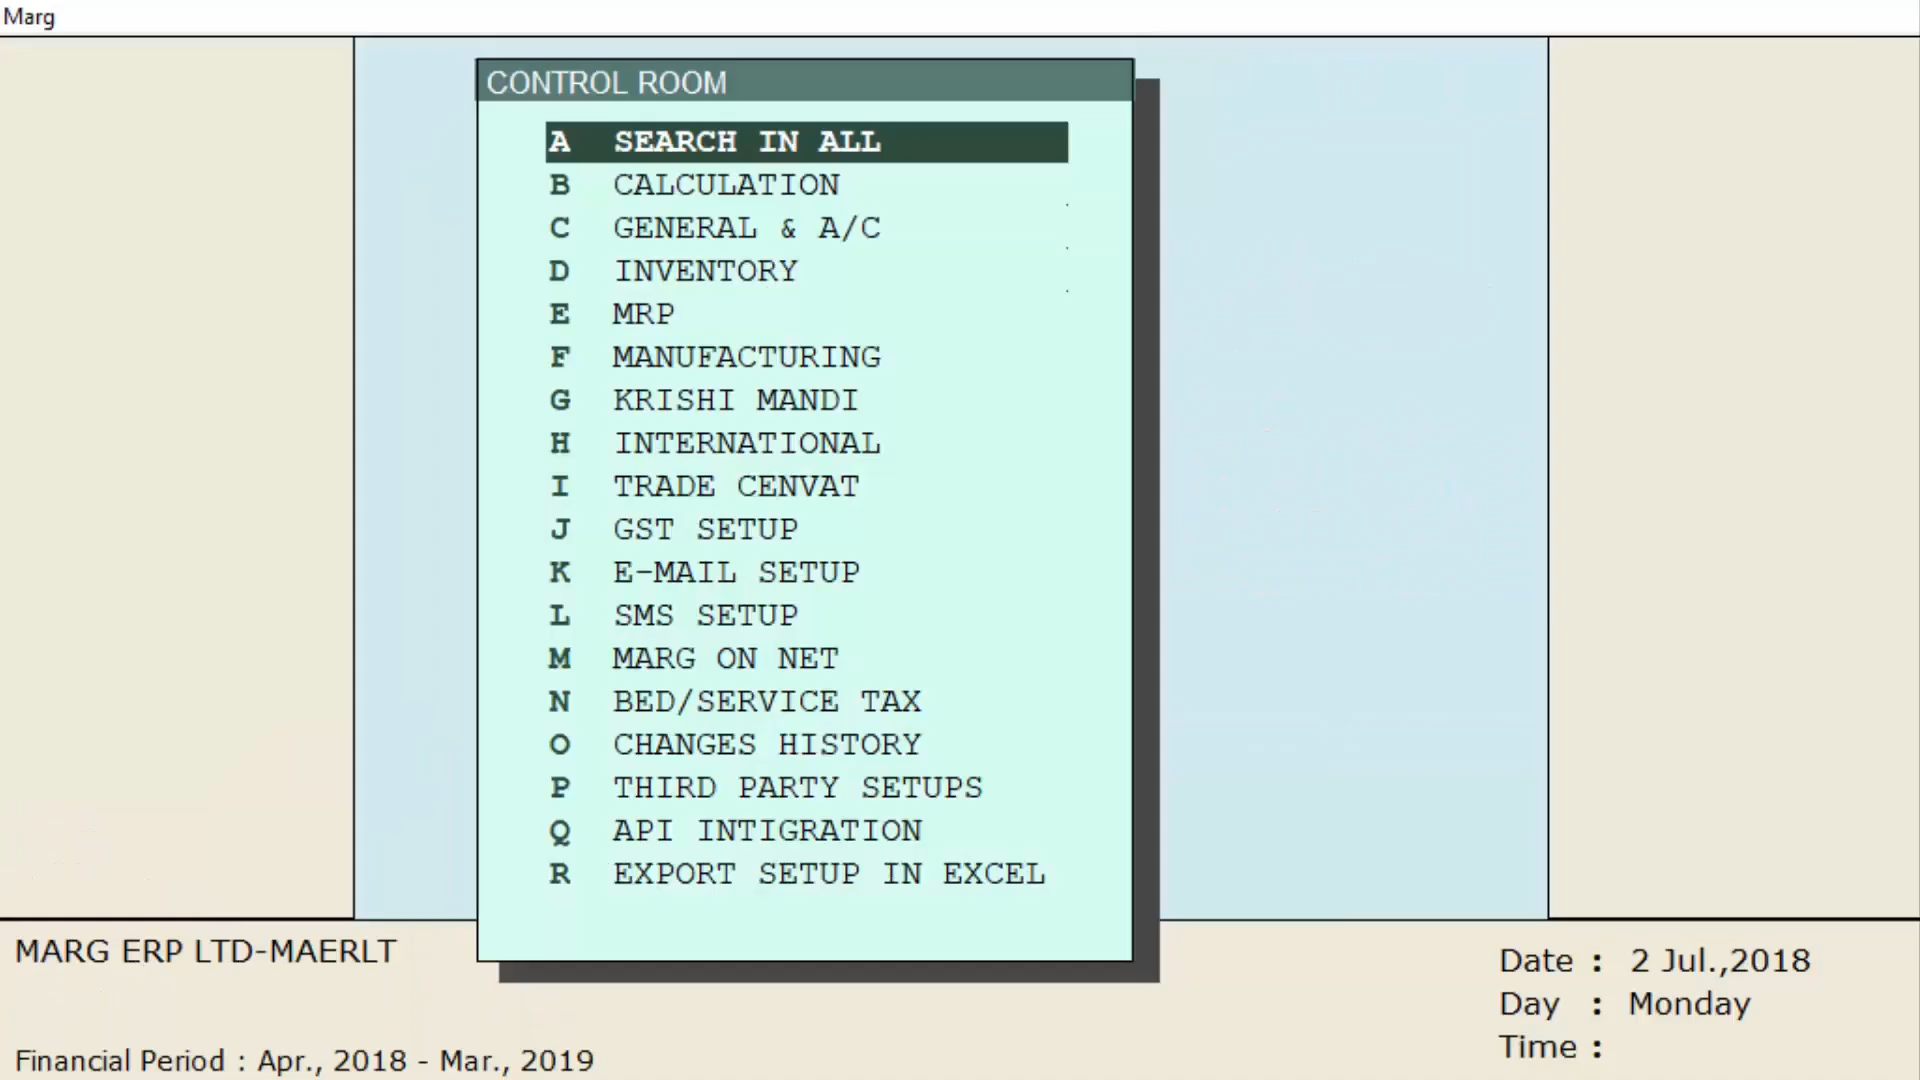 Marg
CONTROL ROOM
A SEARCH IN ALL
B CALCULATION
C GENERAL & A/C
D INVENTORY
E MRP
F MANUFACTURING
G KRISHI MANDI
H INTERNATIONAL
I TRADE CENVAT
J GST SETUP
K E-MAIL SETUP
L SMS SETUP
M MARG ON NET
N BED/SERVICE TAX
O CHANGES HISTORY
P THIRD PARTY SETUPS
Q API INTIGRATION
R EXPORT SETUP IN EXCEL
MARG ERP LTD-MAERLT
Financial Period : Apr., 2018 - Mar., 2019
Date : 2 Jul.,2018
Day : Monday
Time :